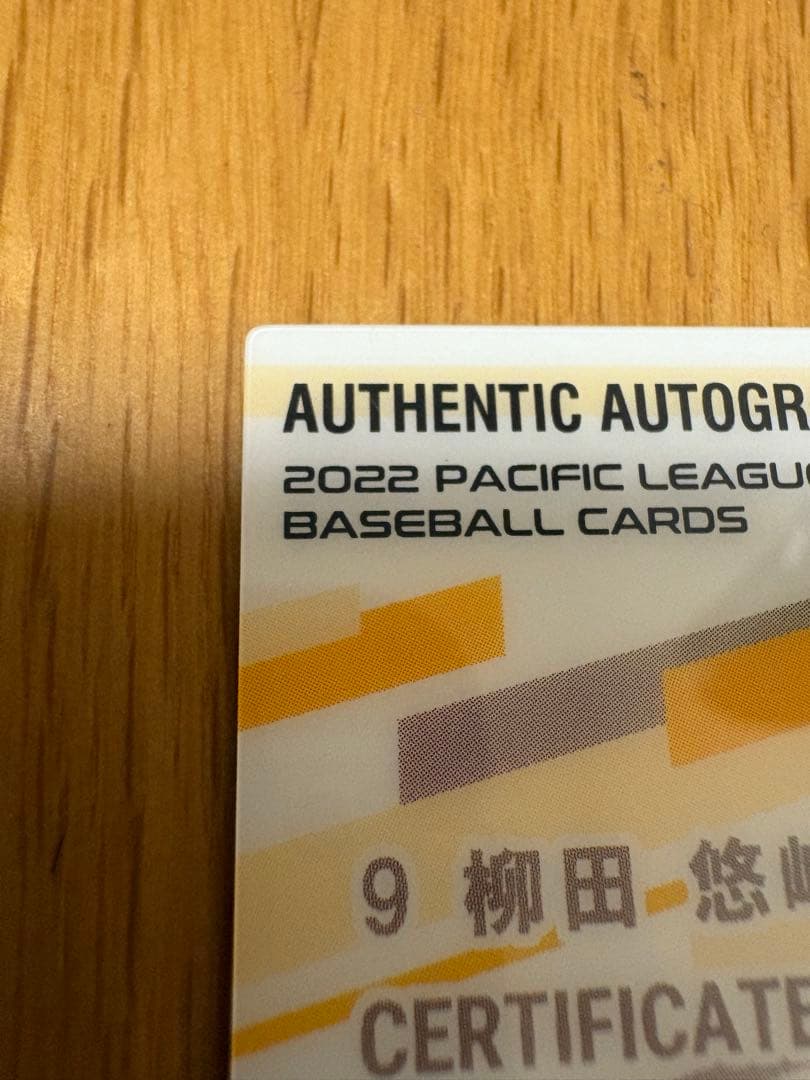 AUTHENTIC AUTOGR
2022 PACIFIC LEAGU
BASEBALL CARDS
9 柳田 悠
CERTIFICATE